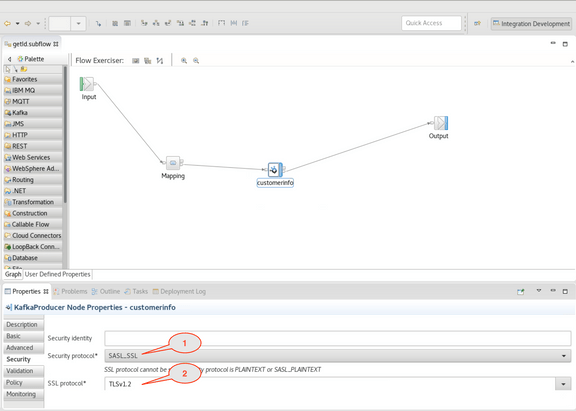 Quick Access
Integration Development
getid.subflow
Palette
Flow Exerciser:
Favorites
IBM MQ
MQTT
Kafka
JMS
HTTP
REST
Web Services
WebSphere Ad...
Routing
.NET
Transformation
Construction
Callable Flow
Cloud Connectors
LoopBack Conn...
Database
Input
Mapping
customerinfo
Output
Graph
User Defined Properties
Properties
Problems
Outline
Tasks
Deployment Log
KafkaProducer Node Properties - customerinfo
Description
Basic
Advanced
Security
Validation
Policy
Monitoring
Security identity
Security protocol*
SASL_SSL
1
SSL protocol cannot be
protocol is PLAINTEXT or SASL_PLAINTEXT
2
SSL protocol*
TLSv1.2